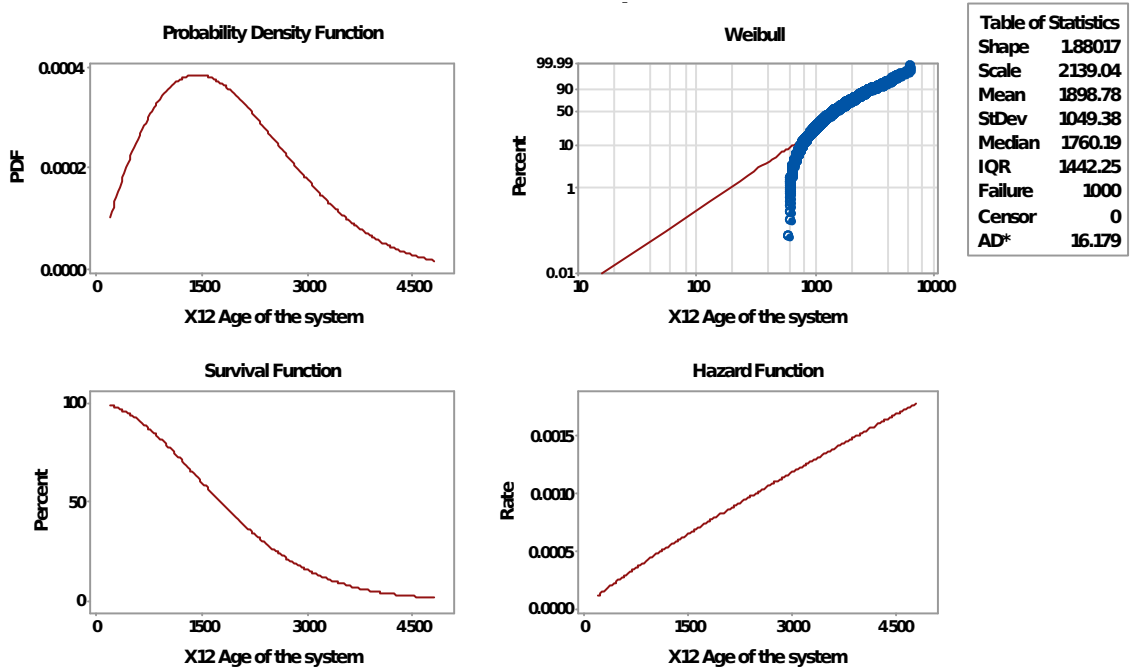 Probability Density Function
0.0004
0.0002
0.0000
PDF
0 1500 3000 4500
X12 Age of the system
Weibull
99.99
90
50
10
1
0.01
Percent
10 100 1000 10000
X12 Age of the system
Table of Statistics
Shape 1.88017
Scale 2139.04
Mean 1898.78
StDev 1049.38
Median 1760.19
IQR 1442.25
Failure 1000
Censor 0
AD* 16.179
Survival Function
100
50
0
Percent
0 1500 3000 4500
X12 Age of the system
Hazard Function
0.0015
0.0010
0.0005
0.0000
Rate
0 1500 3000 4500
X12 Age of the system